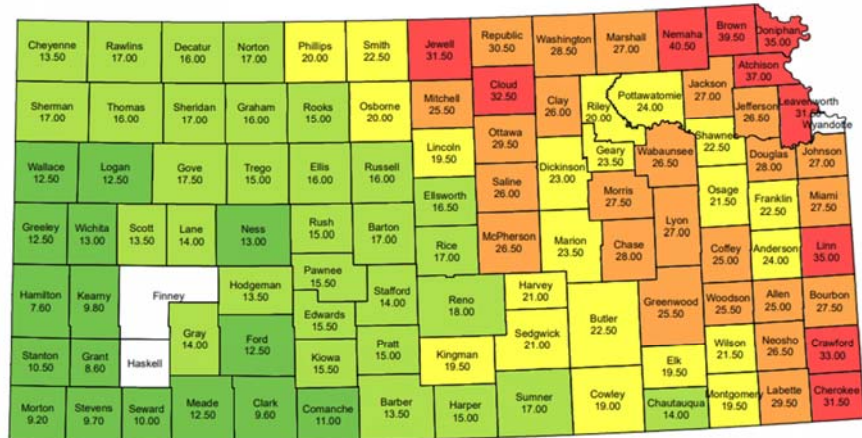 Cheyenne
13.50
Rawlins
17.00
Decatur
16.00
Norton
17.00
Phillips
20.00
Smith
22.50
Jewell
31.50
Republic
30.50
Washington
28.50
Marshall
27.00
Nemaha
40.50
Brown
39.50
Doniphan
35.00
Atchison
37.00
Sherman
17.00
Thomas
16.00
Sheridan
17.00
Graham
16.00
Rooks
15.00
Osborne
20.00
Mitchell
25.50
Cloud
32.50
Clay
26.00
Riley
20.00
Pottawatomie
24.00
Jackson
27.00
Jefferson
26.50
Leavenworth
31.50
Wyandotte
Wallace
12.50
Logan
12.50
Gove
17.50
Trego
15.00
Ellis
16.00
Russell
16.00
Lincoln
19.50
Ottawa
29.50
Dickinson
23.00
Geary
23.50
Wabaunsee
26.50
Shawnee
22.50
Douglas
28.00
Johnson
27.00
Ellsworth
16.50
Saline
26.00
Morris
27.50
Osage
21.50
Franklin
22.50
Miami
27.50
Greeley
12.50
Wichita
13.00
Scott
13.50
Lane
14.00
Ness
13.00
Rush
15.00
Barton
17.00
Rice
17.00
McPherson
26.50
Marion
23.50
Chase
28.00
Lyon
27.00
Coffey
25.00
Anderson
24.00
Linn
35.00
Hamilton
7.60
Kearny
9.80
Finney
Hodgeman
13.50
Pawnee
15.50
Stafford
14.00
Reno
18.00
Harvey
21.00
Butler
22.50
Greenwood
25.50
Woodson
25.00
Allen
25.00
Bourbon
27.50
Gray
14.00
Ford
12.50
Edwards
15.50
Pratt
15.00
Sedgwick
21.00
Stanton
10.50
Grant
8.60
Haskell
Kiowa
15.50
Kingman
19.50
Elk
19.50
Wilson
21.50
Neosho
26.50
Crawford
33.00
Morton
9.20
Stevens
9.70
Seward
10.00
Meade
12.50
Clark
9.60
Comanche
11.00
Barber
13.50
Harper
15.00
Sumner
17.00
Cowley
19.00
Chautauqua
14.00
Montgomery
19.50
Labette
29.50
Cherokee
31.50